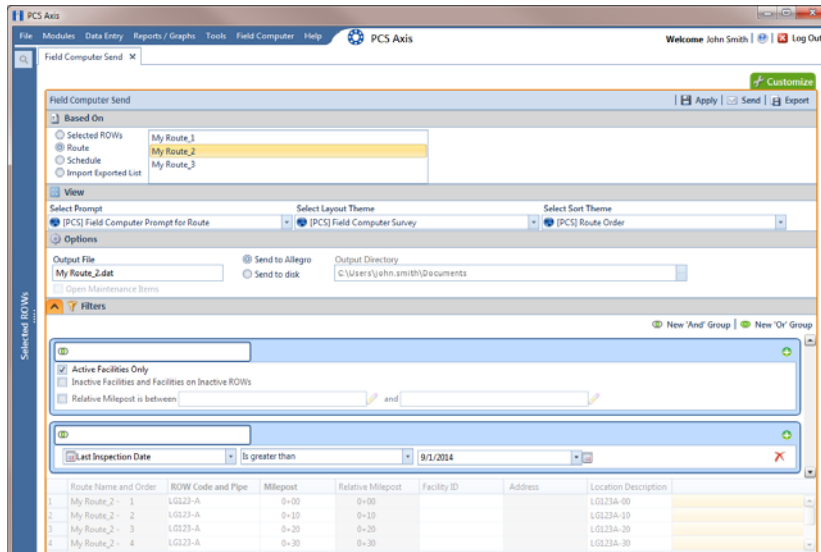 PCS Axis
File Modules Data Entry Reports / Graphs Tools Field Computer Help PCS Axis Welcome John Smith Log Out
Field Computer Send
Customize
Field Computer Send Apply Send Export
Based On
Selected ROWs
Route
Schedule
Import Exported List
My Route_1
My Route_2
My Route_3
View
Select Prompt Select Layout Theme Select Sort Theme
[PCS] Field Computer Prompt for Route [PCS] Field Computer Survey [PCS] Route Order
Options
Output File Send to Allegro Output Directory
My Route_2.dat Send to disk C:\Users\john.smith\Documents
Open Maintenance Items
Filters
Selected ROWs
New 'And' Group New 'Or' Group
Active Facilities Only
Inactive Facilities and Facilities on Inactive ROWs
Relative Milepost is between and
Last Inspection Date Is greater than 9/1/2014
Route Name and Order ROW Code and Pipe Milepost Relative Milepost Facility ID Address Location Description
1 My Route_2 - 1 LG123-A 0+00 0+00 LG123A-00
2 My Route_2 - 2 LG123-A 0+10 0+10 LG123A-10
3 My Route_2 - 3 LG123-A 0+20 0+20 LG123A-20
4 My Route_2 - 4 LG123-A 0+30 0+30 LG123A-30